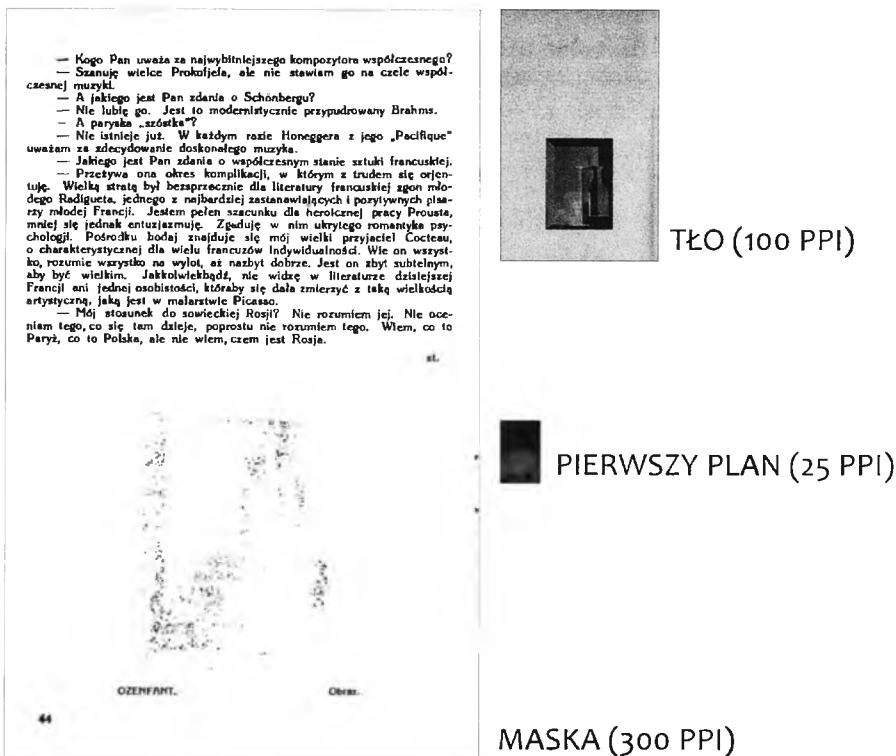 — Kogo Pan uważa za najwybitniejszego kompozytora współczesnego?
— Szanuję wielce Prokofjefa, ale nie stawiam go na czele współ-
czesnej muzyki.
— A jakiego jest Pan zdania o Schönbergu?
— Nie lubię go. Jest to modernistycznie przypudrowany Brahms.
— A paryska „szóstka"?
— Nie istnieje już. W każdym razie Honeggera z jego „Pacifique"
uważam za zdecydowanie doskonałego muzyka.
— Jakiego jest Pan zdania o współczesnym stanie sztuki francuskiej.
— Przeżywa ona okres komplikacji, w którym z trudem się orjen-
tuję. Wielką stratą był bezsprzecznie dla literatury francuskiej zgon mło-
dego Radigueta, jednego z najbardziej zastanawiających i pozytywnych pisa-
rzy młodej Francji. Jestem pełen szacunku dla heroicznej pracy Prousta,
mniej się jednak entuzjazmuję. Zgaduję w nim ukrytego romantyka psy-
chologji. Pośrodku bodaj znajduje się mój wielki przyjaciel Cocteau,
o charakterystycznej dla wielu francuzów indywidualności. Wie on wszyst-
ko, rozumie wszystko na wylot, aż nazbyt dobrze. Jest on zbyt subtelnym,
aby być wielkim. Jakkolwiekbądź, nie widzę w literaturze dzisiejszej
Francji ani jednej osobistości, któraby się dała zmierzyć z taką wielkością
artystyczną, jaką jest w malarstwie Picasso.
— Mój stosunek do sowieckiej Rosji? Nie rozumiem jej. Nie oce-
niam tego, co się tam dzieje, poprostu nie rozumiem tego. Wiem, co to
Paryż, co to Polska, ale nie wiem, czem jest Rosja.
st.
OZENFANT. Obraz.
44
TŁO (100 PPI)
PIERWSZY PLAN (25 PPI)
MASKA (300 PPI)